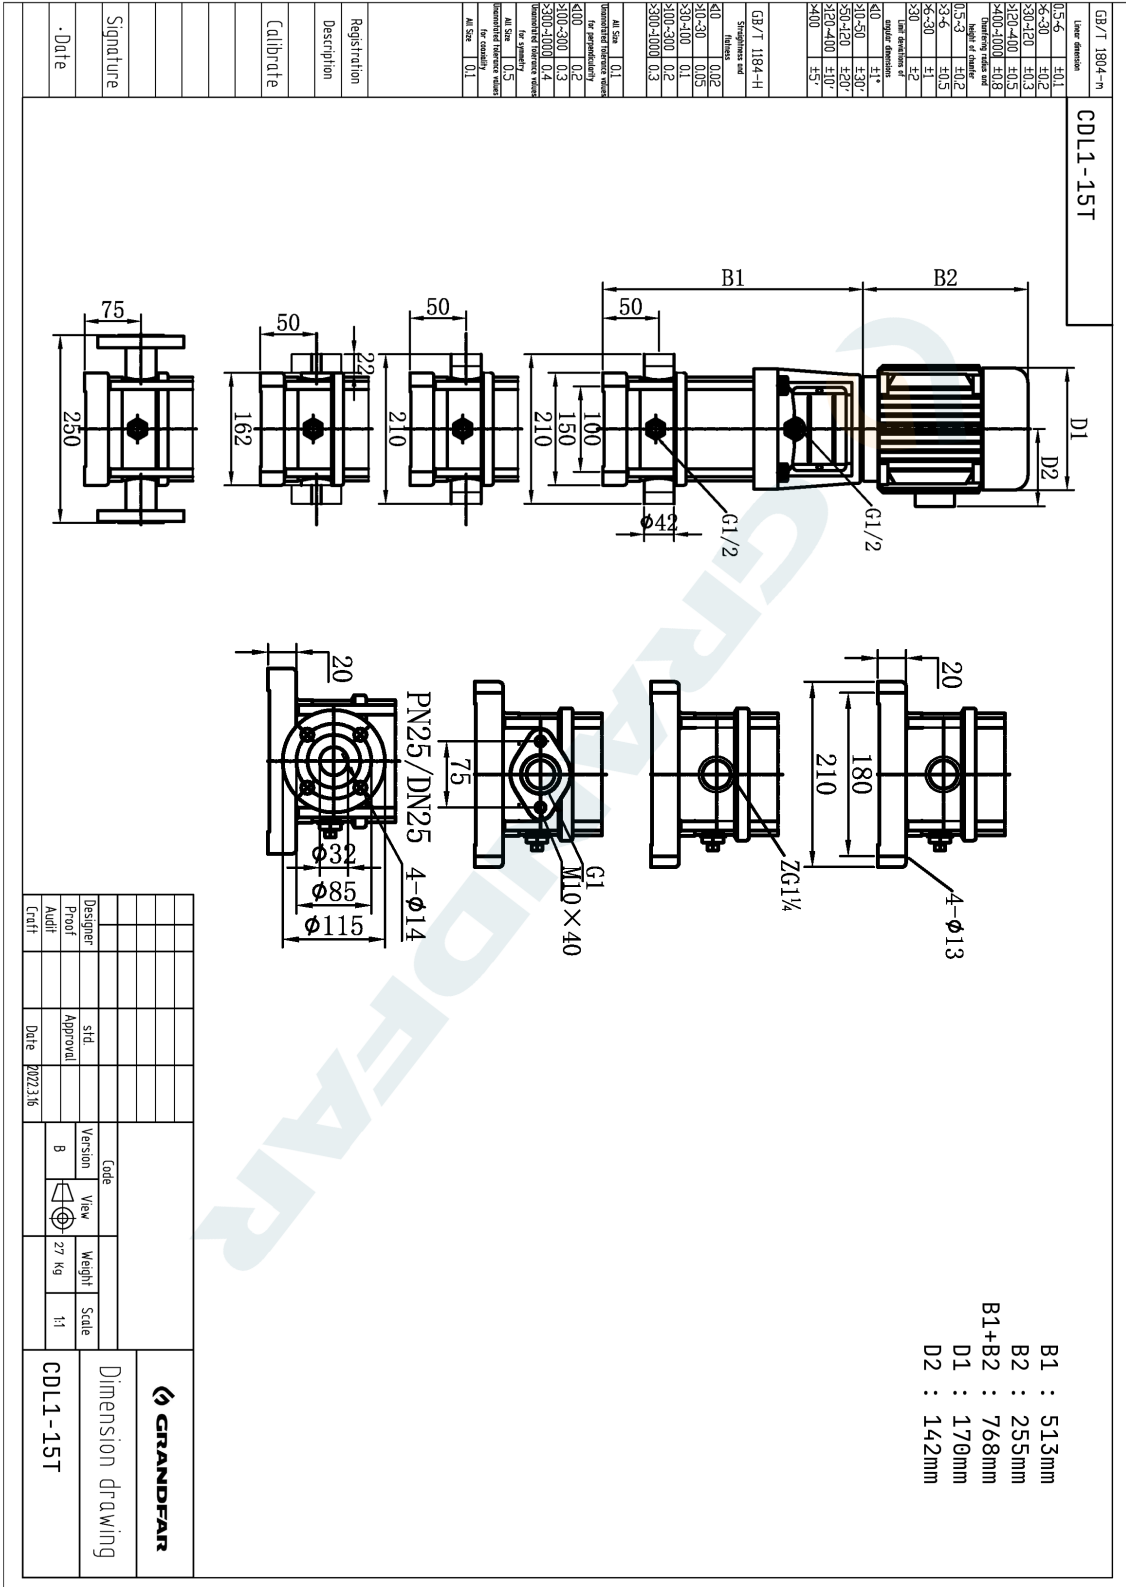 CDL1-15T
GB/T 1804-m
Linear dimension
0.5~6 ±0.1
>6~30 ±0.2
>30~120 ±0.3
>120~400 ±0.5
>400~1000 ±0.8
Chamfering radius and
height of chamfer
0.5~3 ±0.2
>3~6 ±0.5
>6~30 ±1
>30 ±2
Limit deviations of
angular dimensions
≤10 ±1°
>10~50 ±30'
>50~120 ±20'
>120~400 ±10'
>400 ±5'
GB/T 1184-H
Straightness and
flatness
≤10 0.02
>10~30 0.05
>30~100 0.1
>100~300 0.2
>300~1000 0.3
All Size 0.1
Unannotated tolerance values
for perpendicularity
≤100 0.2
>100~300 0.3
>300~1000 0.4
Unannotated tolerance values
for symmetry
All Size 0.5
Unannotated tolerance values
for coaxiality
All Size 0.1
Registration
Description
Calibrate
Signature
·Date
B2
B1
D1
D2
G1/2
G1/2
50
100
150
210
ϕ42
50
210
50
22
162
75
250
20
180
210
4-ϕ13
ZG1¼
75
G1
M10×40
PN25/DN25
20
4-ϕ14
ϕ32
ϕ85
ϕ115
B1 : 513mm
B2 : 255mm
B1+B2 : 768mm
D1 : 170mm
D2 : 142mm
GRANDFAR
Designer std.
Proof Approval
Audit
Craft Date 2022.3.16
Code
Version View Weight Scale
B 27 Kg 1:1
GRANDFAR
Dimension drawing
CDL1-15T